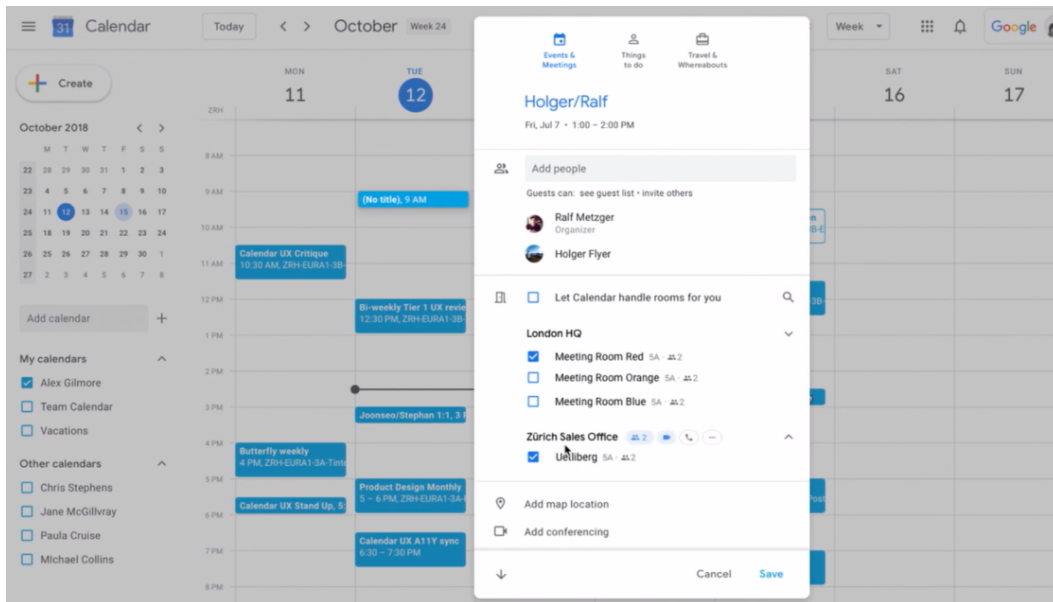 31 Calendar
Today
October Week 24
Week
Google
Create
October 2018
M T W T F S S
22 28 29 30 31 1 2 3
23 4 5 6 7 8 9 10
24 11 12 13 14 15 16 17
25 18 19 20 21 22 23 24
26 25 26 27 28 29 30 1
27 2 3 4 5 6 7 8
Add calendar
My calendars
Alex Gilmore
Team Calendar
Vacations
Other calendars
Chris Stephens
Jane McGillvray
Paula Cruise
Michael Collins
MON
11
TUE
12
SAT
16
SUN
17
ZRH
8 AM
9 AM
10 AM
11 AM
12 PM
1 PM
2 PM
3 PM
4 PM
5 PM
6 PM
7 PM
8 PM
Calendar UX Critique
10:30 AM, ZRH-EURA1-3B-
Butterfly weekly
4 PM, ZRH-EURA1-3A-Tint
Calendar UX Stand Up, 5:
(No title), 9 AM
Bi-weekly Tier 1 UX revie
12:30 PM, ZRH-EURA1-3B-
Joonseo/Stephan 1:1, 3
Product Design Monthly
5 – 6 PM, ZRH-EURA1-3A-
Calendar UX A11Y sync
6:30 – 7:30 PM
Events &
Meetings
Things
to do
Travel &
Whereabouts
Holger/Ralf
Fri, Jul 7 • 1:00 – 2:00 PM
Add people
Guests can: see guest list • invite others
Ralf Metzger
Organizer
Holger Flyer
Let Calendar handle rooms for you
London HQ
Meeting Room Red 5A · 2
Meeting Room Orange 5A · 2
Meeting Room Blue 5A · 2
Zürich Sales Office 2
Uetliberg 5A · 2
Add map location
Add conferencing
Cancel
Save